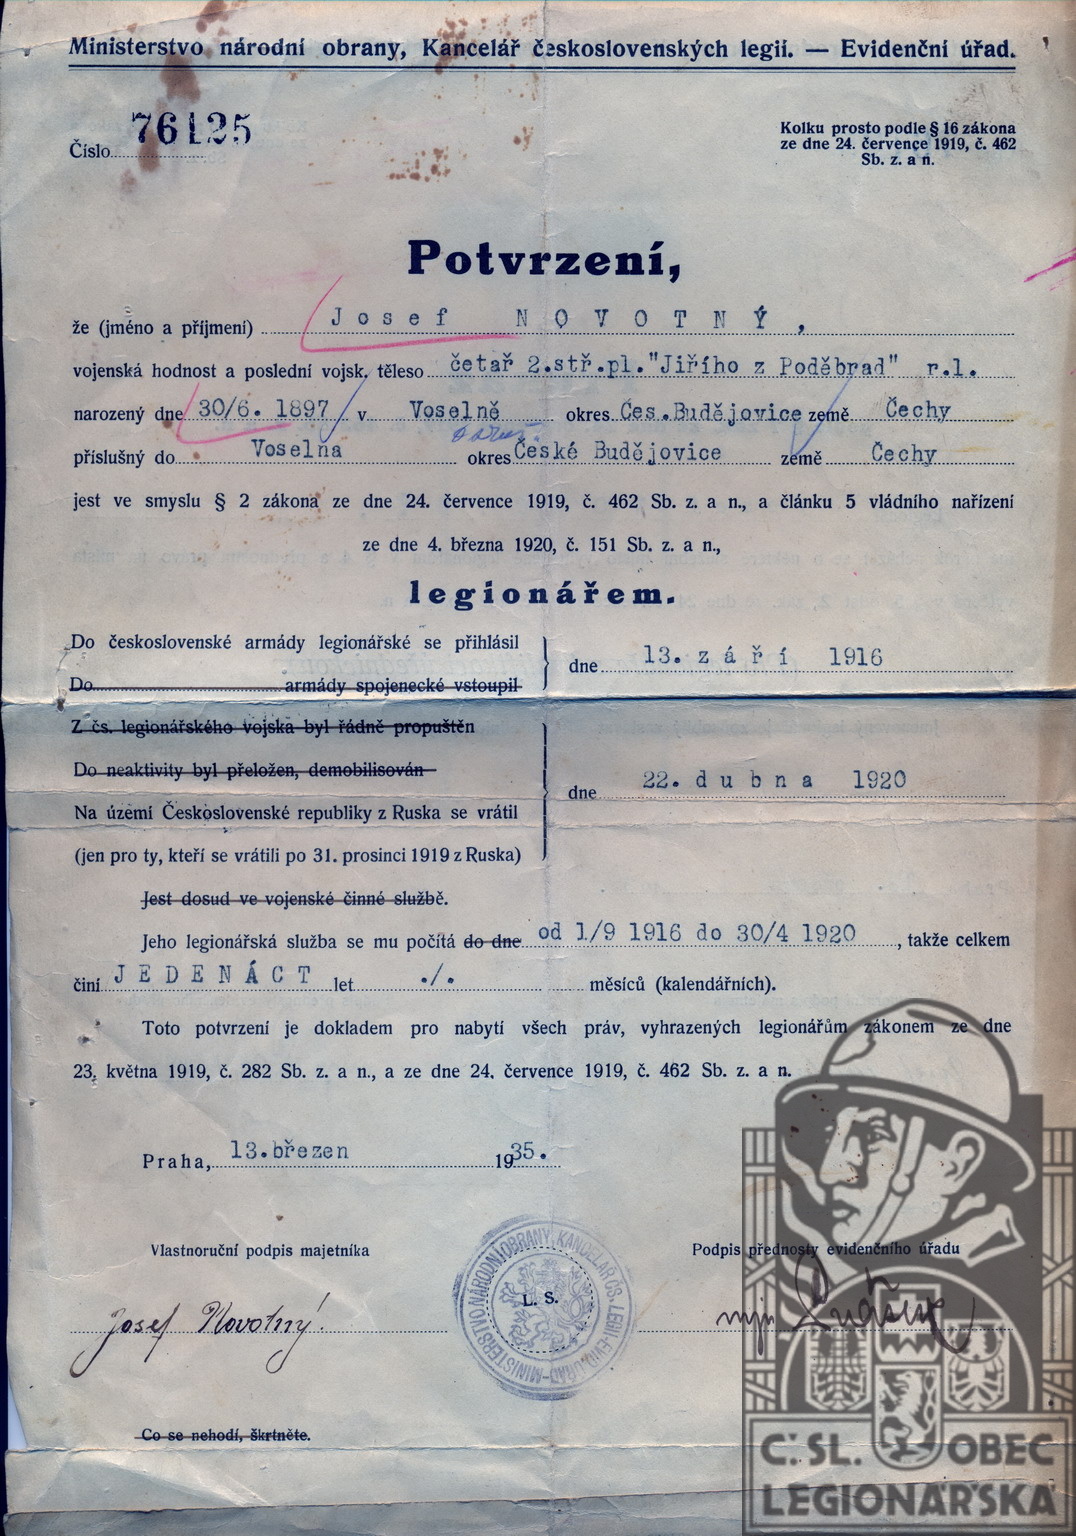 Ministerstvo národní obrany, Kancelář československých legií. — Evidenční úřad.
Číslo 76125
Kolku prosto podle § 16 zákona
ze dne 24. července 1919, č. 462
Sb. z. a n.
Potvrzení,
že (jméno a příjmení) Josef NOVOTNÝ,
vojenská hodnost a poslední vojsk. těleso četař 2.stř.pl."Jiřího z Poděbrad" r.l.
narozený dne 30/6. 1897 v Voselně okres Čes.Budějovice země Čechy
příslušný do Voselna okres České Budějovice země Čechy
jest ve smyslu § 2 zákona ze dne 24. července 1919, č. 462 Sb. z. a n., a článku 5 vládního nařízení
ze dne 4. března 1920, č. 151 Sb. z. a n.,
legionářem.
Do československé armády legionářské se přihlásil
dne 13. září 1916
Do armády spojenecké vstoupil
Z čs. legionářského vojska byl řádně propuštěn
Do neaktivity byl přeložen, demobilisován
dne 22. dubna 1920
Na území Československé republiky z Ruska se vrátil
(jen pro ty, kteří se vrátili po 31. prosinci 1919 z Ruska)
Jest dosud ve vojenské činné službě.
Jeho legionářská služba se mu počítá do dne od 1/9 1916 do 30/4 1920, takže celkem
činí JEDENÁCT let ./. měsíců (kalendářních).
Toto potvrzení je dokladem pro nabytí všech práv, vyhrazených legionářům zákonem ze dne
23. května 1919, č. 282 Sb. z. a n., a ze dne 24. července 1919, č. 462 Sb. z. a n.
Praha, 13.březen 1935.
Vlastnoruční podpis majetníka
Podpis přednosty evidenčního úřadu
L. S.
MINISTERSTVO NÁRODNÍ OBRANY, KANCELÁŘ ČS. LEGIÍ-EVID.ÚŘAD
Josef Novotný.
Co se nehodí, škrtněte.
Č.SL. OBEC
LEGIONÁŘSKÁ